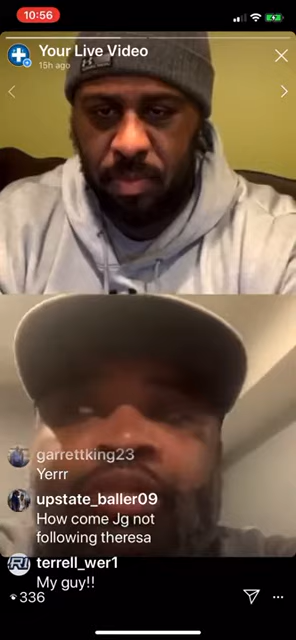 10:56
Your Live Video
15h ago
garrettking23
Yerrr
upstate_baller09
How come Jg not
following theresa
terrell_wer1
My guy!!
336